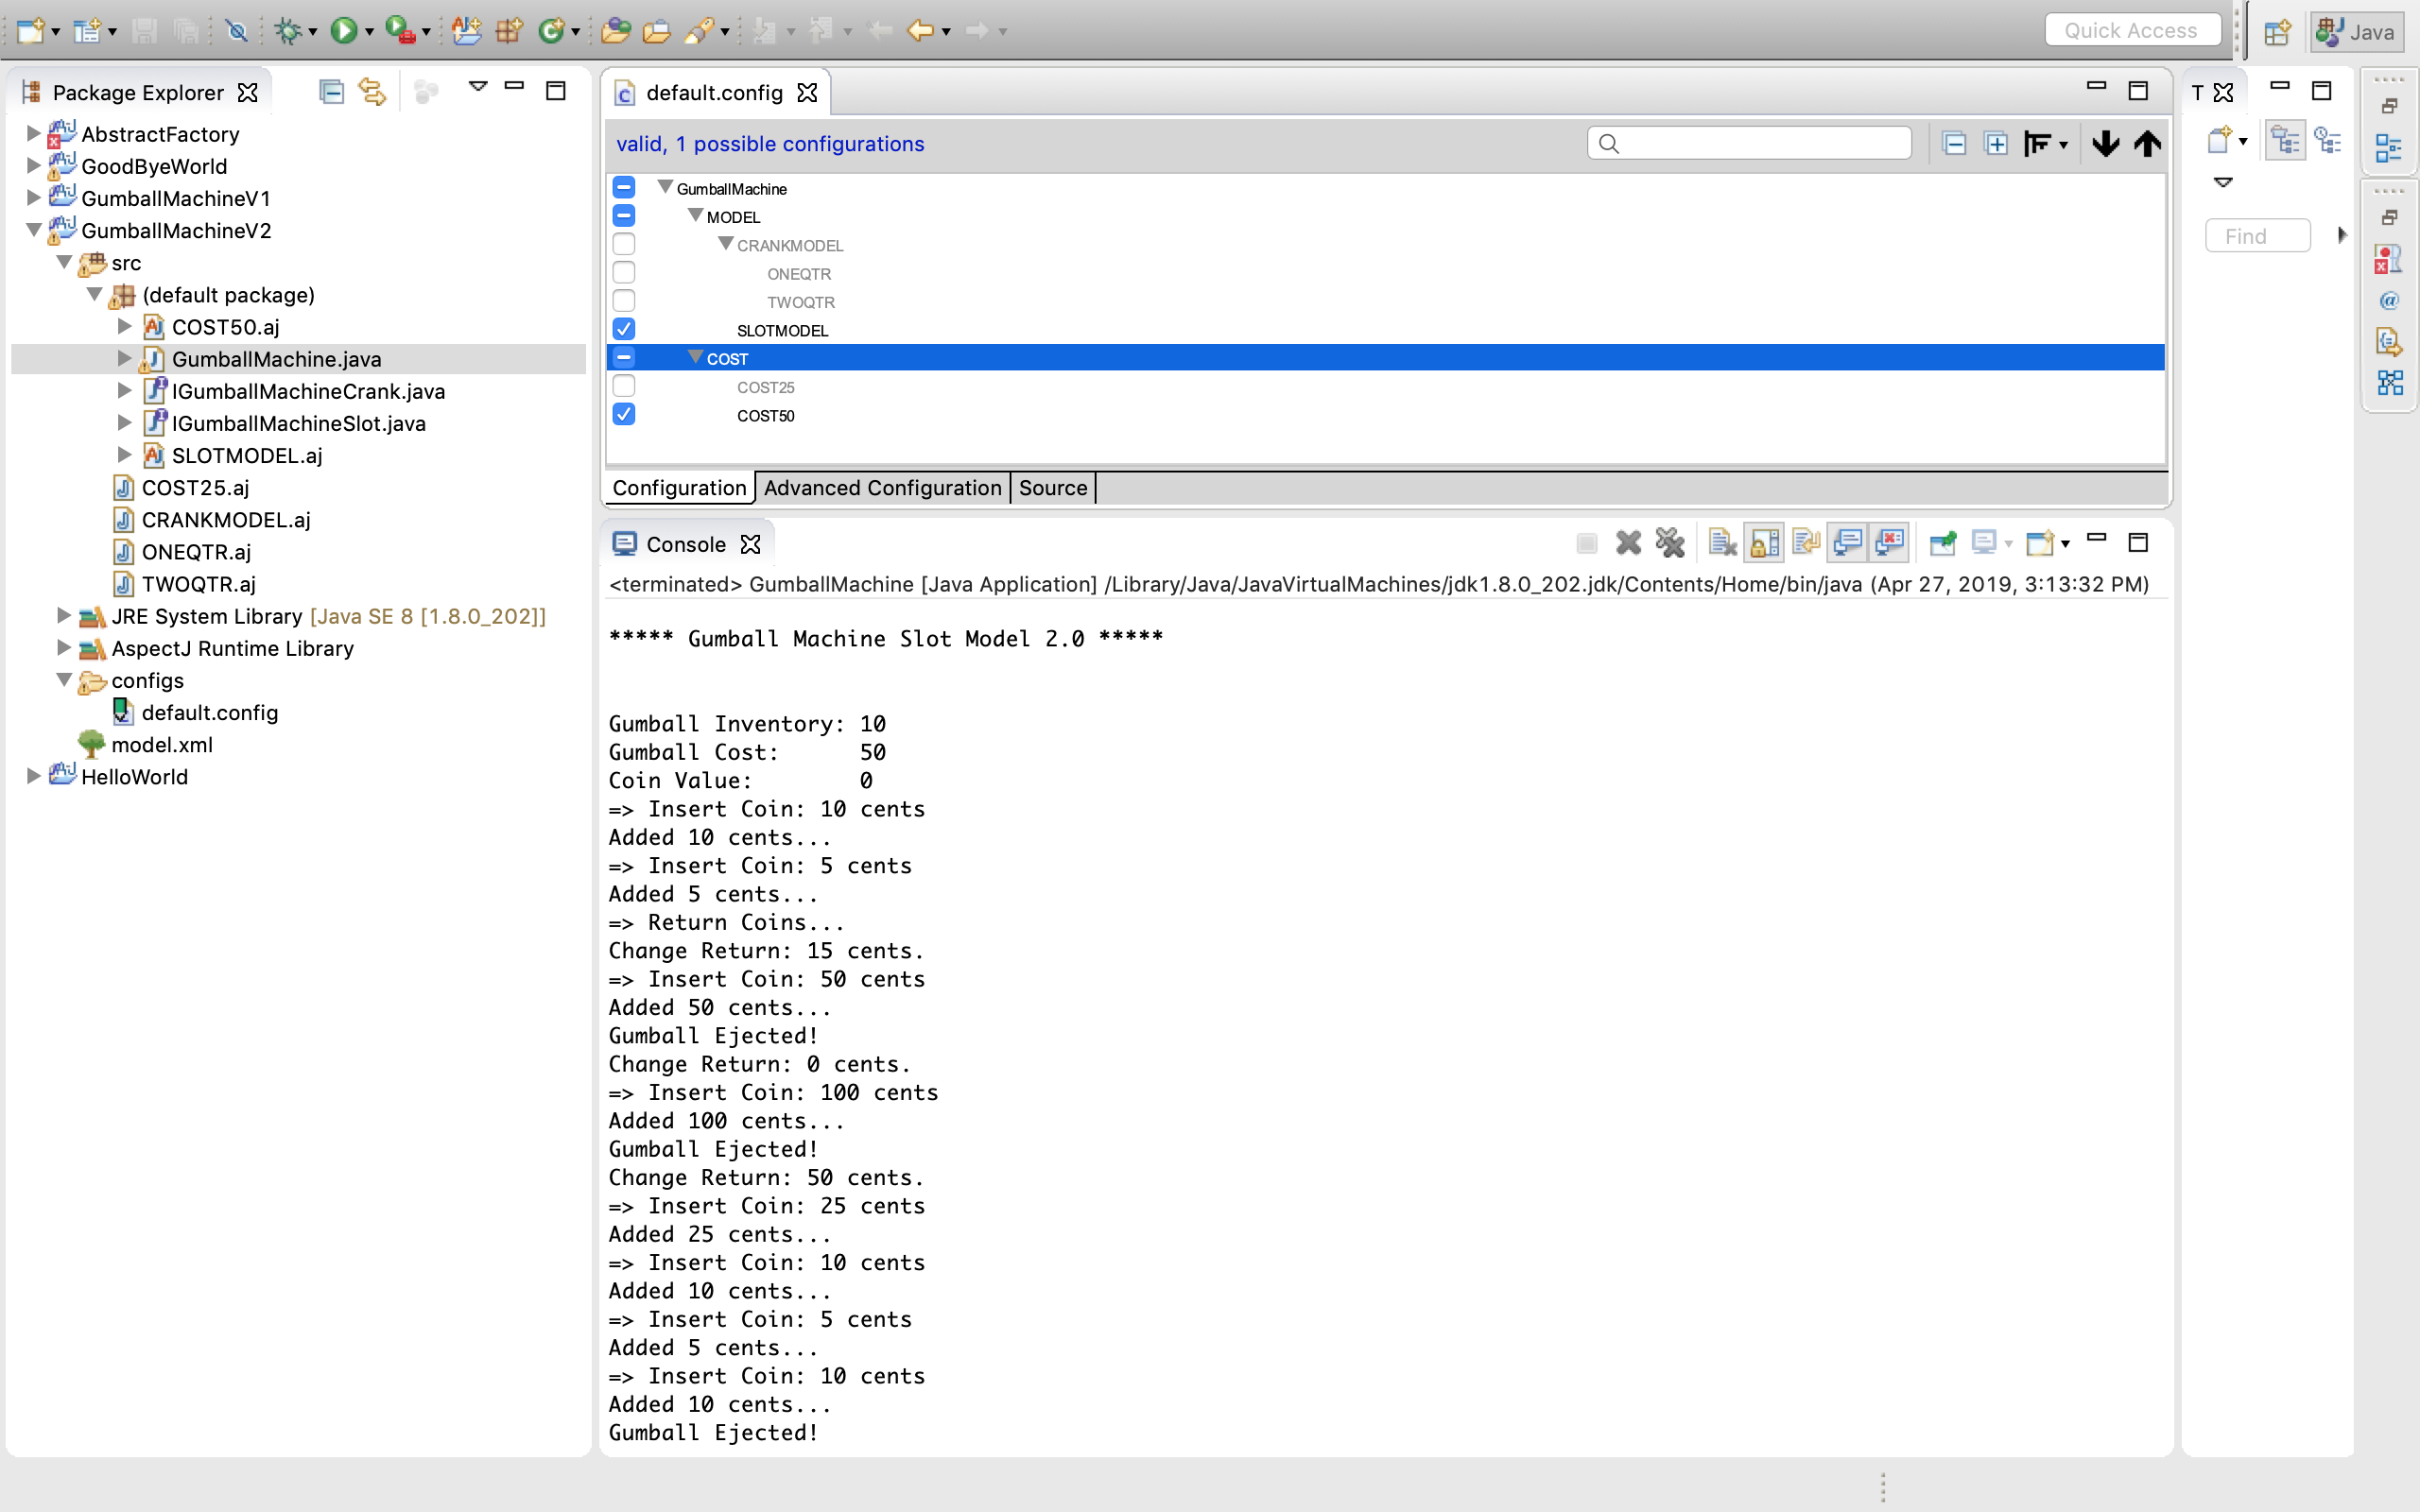 Quick Access
Java
Package Explorer
AbstractFactory
GoodByeWorld
GumballMachineV1
GumballMachineV2
src
(default package)
COST50.aj
GumballMachine.java
IGumballMachineCrank.java
IGumballMachineSlot.java
SLOTMODEL.aj
COST25.aj
CRANKMODEL.aj
ONEQTR.aj
TWOQTR.aj
JRE System Library [Java SE 8 [1.8.0_202]]
AspectJ Runtime Library
configs
default.config
model.xml
HelloWorld
default.config
valid, 1 possible configurations
GumballMachine
MODEL
CRANKMODEL
ONEQTR
TWOQTR
SLOTMODEL
COST
COST25
COST50
Configuration
Advanced Configuration
Source
Console
<terminated> GumballMachine [Java Application] /Library/Java/JavaVirtualMachines/jdk1.8.0_202.jdk/Contents/Home/bin/java (Apr 27, 2019, 3:13:32 PM)
***** Gumball Machine Slot Model 2.0 *****
Gumball Inventory: 10
Gumball Cost: 50
Coin Value: 0
=> Insert Coin: 10 cents
Added 10 cents...
=> Insert Coin: 5 cents
Added 5 cents...
=> Return Coins...
Change Return: 15 cents.
=> Insert Coin: 50 cents
Added 50 cents...
Gumball Ejected!
Change Return: 0 cents.
=> Insert Coin: 100 cents
Added 100 cents...
Gumball Ejected!
Change Return: 50 cents.
=> Insert Coin: 25 cents
Added 25 cents...
=> Insert Coin: 10 cents
Added 10 cents...
=> Insert Coin: 5 cents
Added 5 cents...
=> Insert Coin: 10 cents
Added 10 cents...
Gumball Ejected!
T
Find